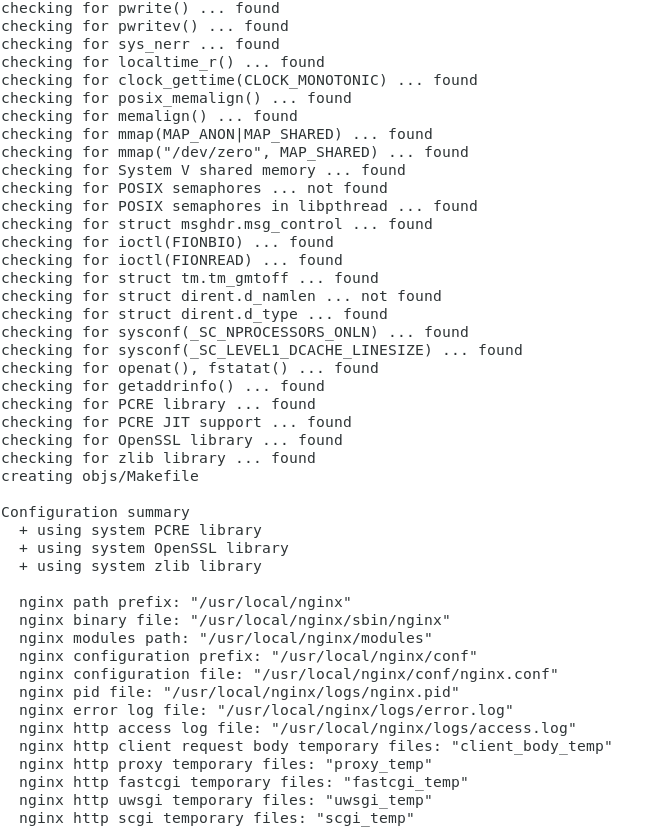 checking for pwrite() ... found
checking for pwritev() ... found
checking for sys_nerr ... found
checking for localtime_r() ... found
checking for clock_gettime(CLOCK_MONOTONIC) ... found
checking for posix_memalign() ... found
checking for memalign() ... found
checking for mmap(MAP_ANON|MAP_SHARED) ... found
checking for mmap("/dev/zero", MAP_SHARED) ... found
checking for System V shared memory ... found
checking for POSIX semaphores ... not found
checking for POSIX semaphores in libpthread ... found
checking for struct msghdr.msg_control ... found
checking for ioctl(FIONBIO) ... found
checking for ioctl(FIONREAD) ... found
checking for struct tm.tm_gmtoff ... found
checking for struct dirent.d_namlen ... not found
checking for struct dirent.d_type ... found
checking for sysconf(_SC_NPROCESSORS_ONLN) ... found
checking for sysconf(_SC_LEVEL1_DCACHE_LINESIZE) ... found
checking for openat(), fstatat() ... found
checking for getaddrinfo() ... found
checking for PCRE library ... found
checking for PCRE JIT support ... found
checking for OpenSSL library ... found
checking for zlib library ... found
creating objs/Makefile

Configuration summary
  + using system PCRE library
  + using system OpenSSL library
  + using system zlib library

  nginx path prefix: "/usr/local/nginx"
  nginx binary file: "/usr/local/nginx/sbin/nginx"
  nginx modules path: "/usr/local/nginx/modules"
  nginx configuration prefix: "/usr/local/nginx/conf"
  nginx configuration file: "/usr/local/nginx/conf/nginx.conf"
  nginx pid file: "/usr/local/nginx/logs/nginx.pid"
  nginx error log file: "/usr/local/nginx/logs/error.log"
  nginx http access log file: "/usr/local/nginx/logs/access.log"
  nginx http client request body temporary files: "client_body_temp"
  nginx http proxy temporary files: "proxy_temp"
  nginx http fastcgi temporary files: "fastcgi_temp"
  nginx http uwsgi temporary files: "uwsgi_temp"
  nginx http scgi temporary files: "scgi_temp"